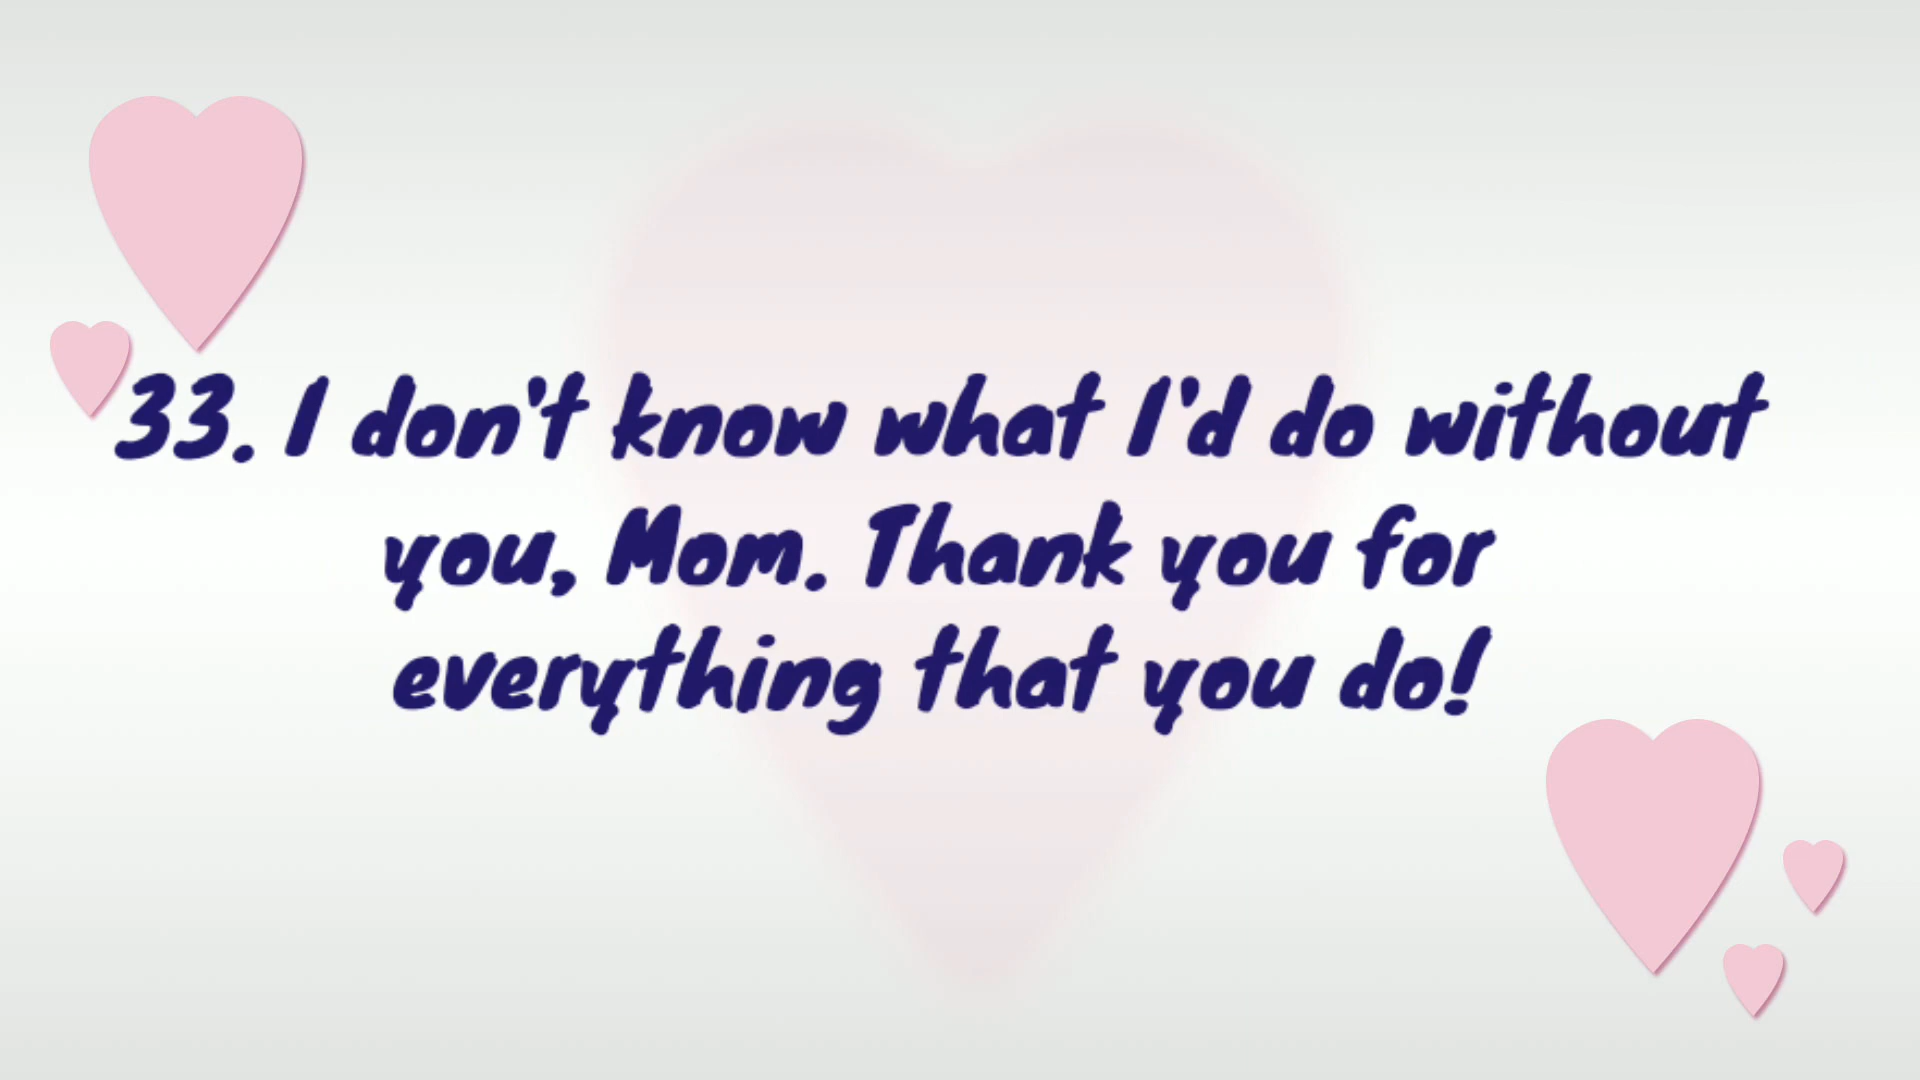 33. I don't know what I'd do without
you, Mom. Thank you for
everything that you do!